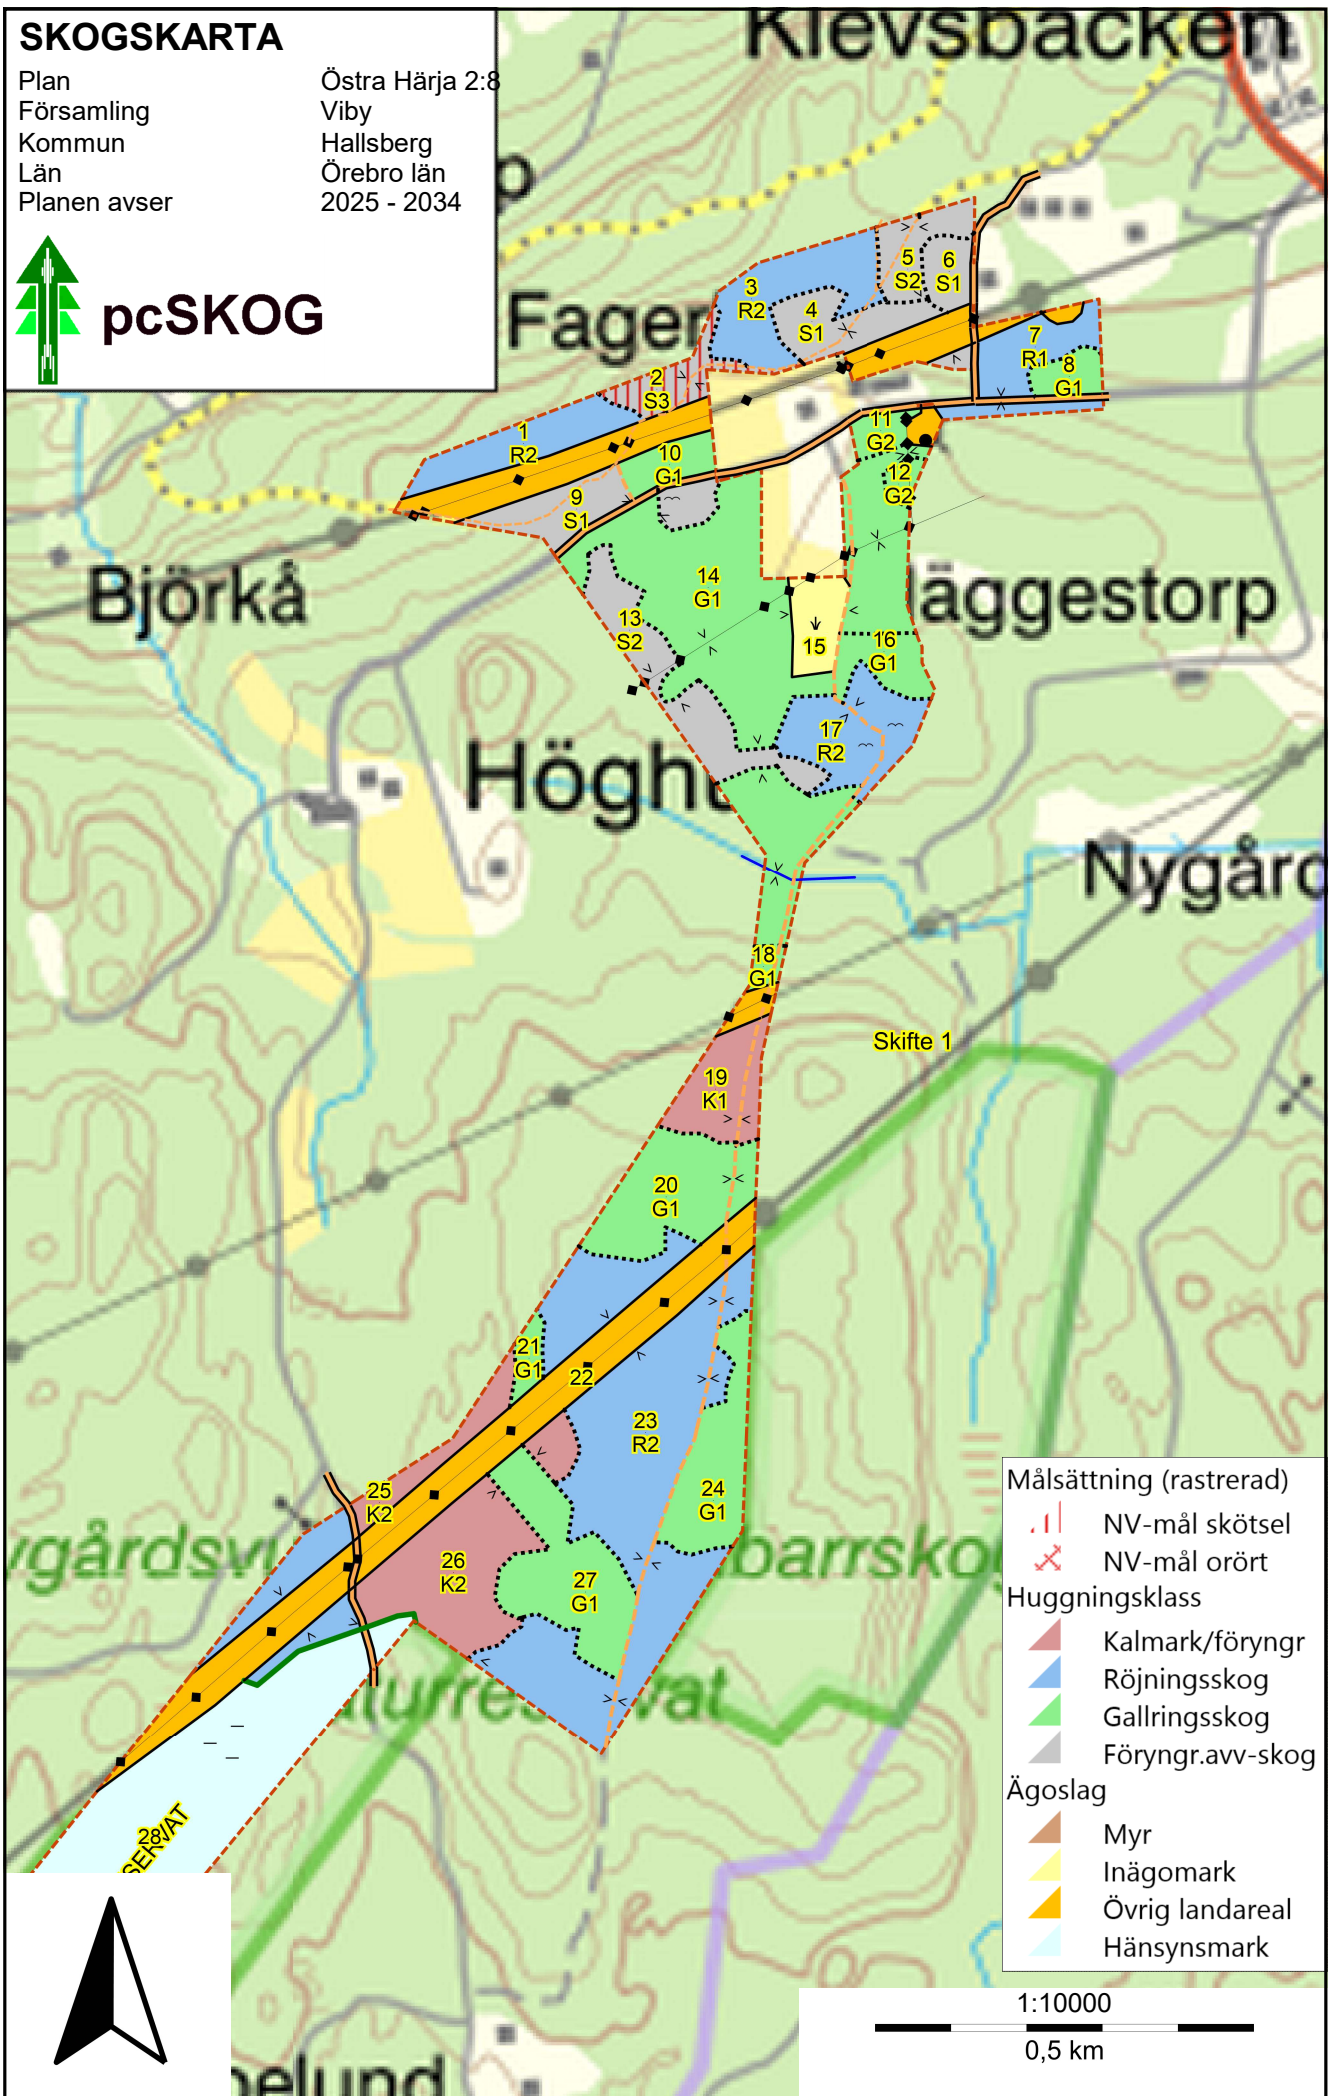 SKOGSKARTA
Plan Östra Härja 2:8
Församling Viby
Kommun Hallsberg
Län Örebro län
Planen avser 2025 - 2034
pcSKOG
Klevsbacken
p
Fager
5
S2
6
S1
3
R2
4
S1
7
R1
8
G1
2
S3
1
R2
11
G2
10
G1
12
G2
9
S1
Björkå
14
G1
äggestorp
13
S2
15
16
G1
17
R2
Högh
Nygård
18
G1
Skifte 1
19
K1
20
G1
21
G1
22
23
R2
24
G1
25
K2
26
K2
27
G1
barrsko
28
Målsättning (rastrerad)
NV-mål skötsel
NV-mål orört
Huggningsklass
Kalmark/föryngr
Röjningsskog
Gallringsskog
Föryngr.avv-skog
Ägoslag
Myr
Inägomark
Övrig landareal
Hänsynsmark
1:10000
0,5 km